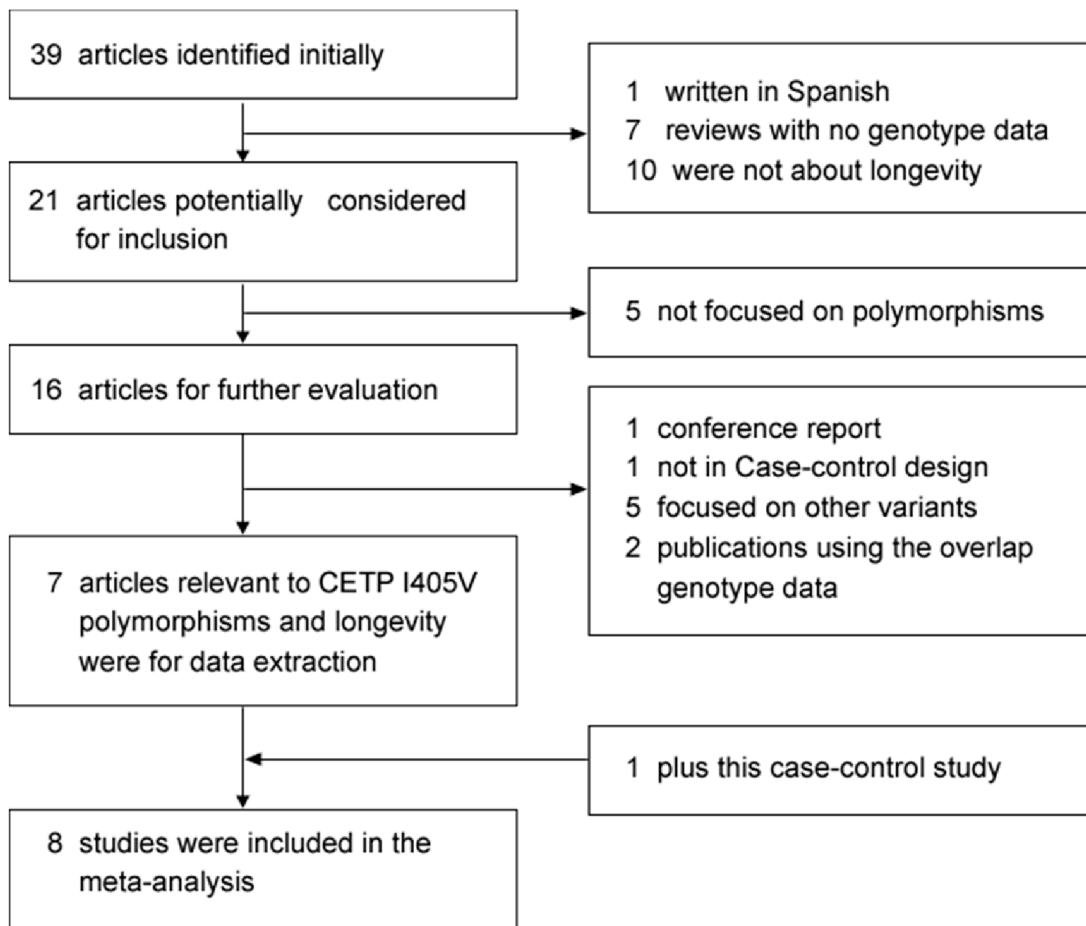 39 articles identified initially
1 written in Spanish
7 reviews with no genotype data
10 were not about longevity
21 articles potentially considered
for inclusion
5 not focused on polymorphisms
16 articles for further evaluation
1 conference report
1 not in Case-control design
5 focused on other variants
2 publications using the overlap
genotype data
7 articles relevant to CETP I405V
polymorphisms and longevity
were for data extraction
1 plus this case-control study
8 studies were included in the
meta-analysis